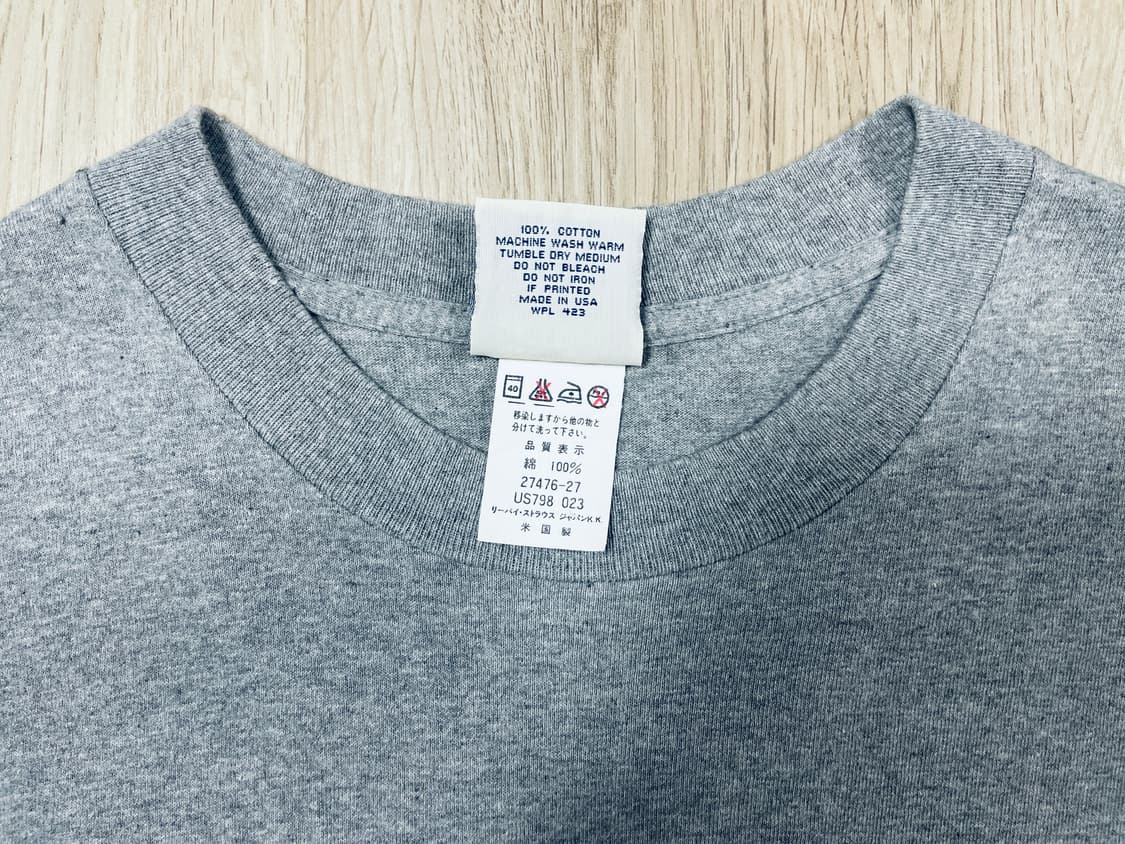 100% COTTON
MACHINE WASH WARM
TUMBLE DRY MEDIUM
DO NOT BLEACH
DO NOT IRON
IF PRINTED
MADE IN USA
WPL 423
40
移染しますから他の物と
分けて洗って下さい。
品質表示
綿 100%
27476-27
US798 023
リーバイ・ストラウス ジャパンK.K.
米国製